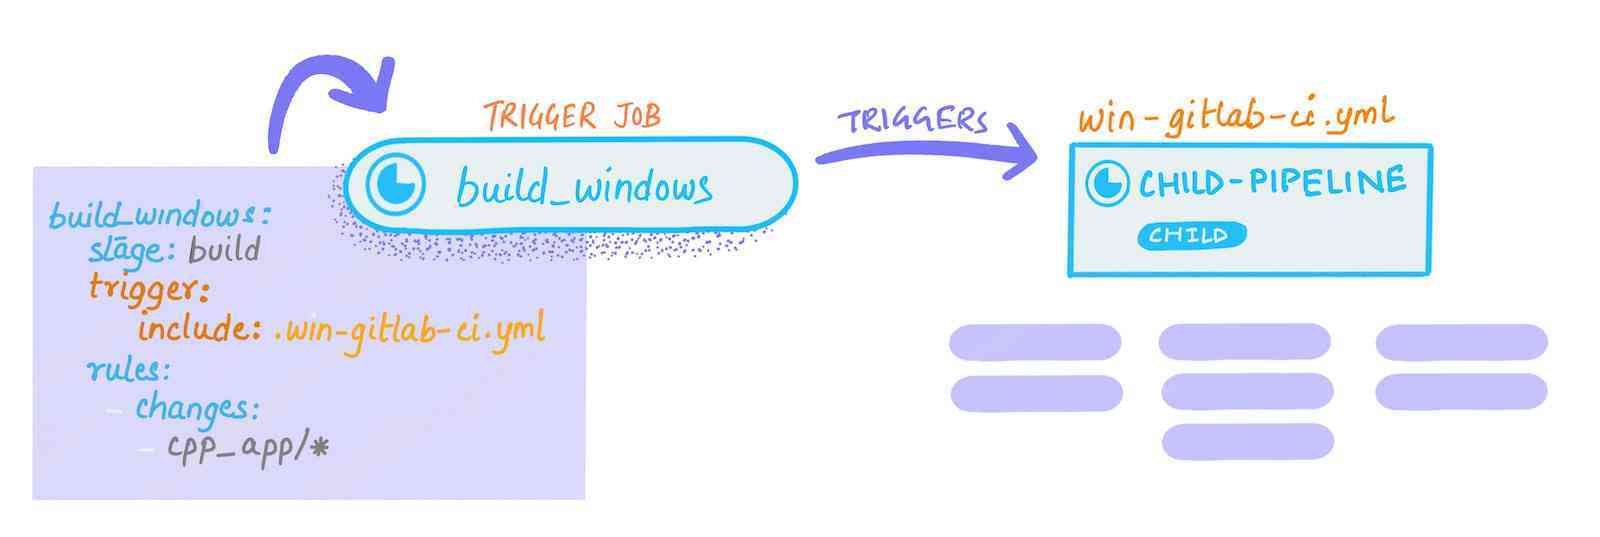 build_windows:
stage: build
trigger:
include: .win-gitlab-ci.yml
rules:
- changes:
- cpp_app/*
TRIGGER JOB
build_windows
TRIGGERS
win-gitlab-ci.yml
CHILD-PIPELINE
CHILD